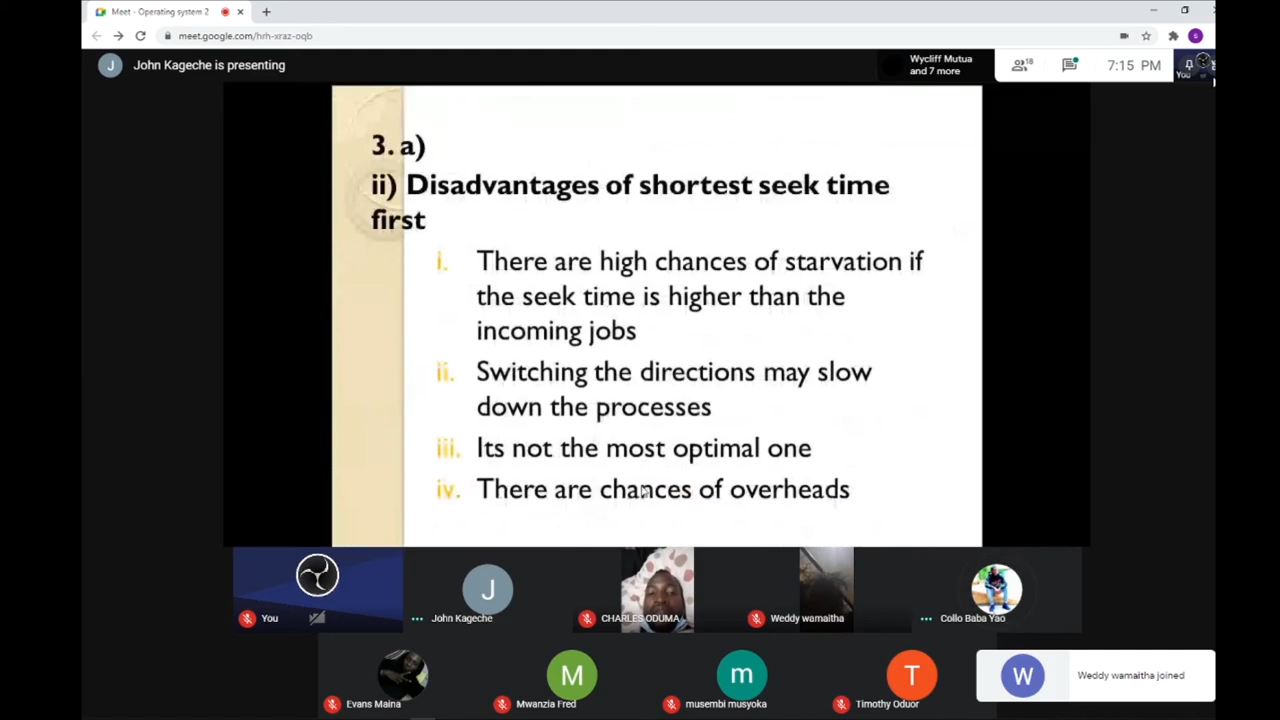 Meet - Operating system 2
meet.google.com/hrh-xraz-oqb
S
J
John Kageche is presenting
Wycliff Mutua
and 7 more
18
7:15 PM
You
3. a)
ii) Disadvantages of shortest seek time
first
i. There are high chances of starvation if
the seek time is higher than the
incoming jobs
ii. Switching the directions may slow
down the processes
iii. Its not the most optimal one
iv. There are chances of overheads
You
J
John Kageche
CHARLES ODUMA
Weddy wamaitha
Collo Baba Yao
Evans Maina
M
Mwanzia Fred
m
musembi musyoka
T
Timothy Oduor
W
Weddy wamaitha joined